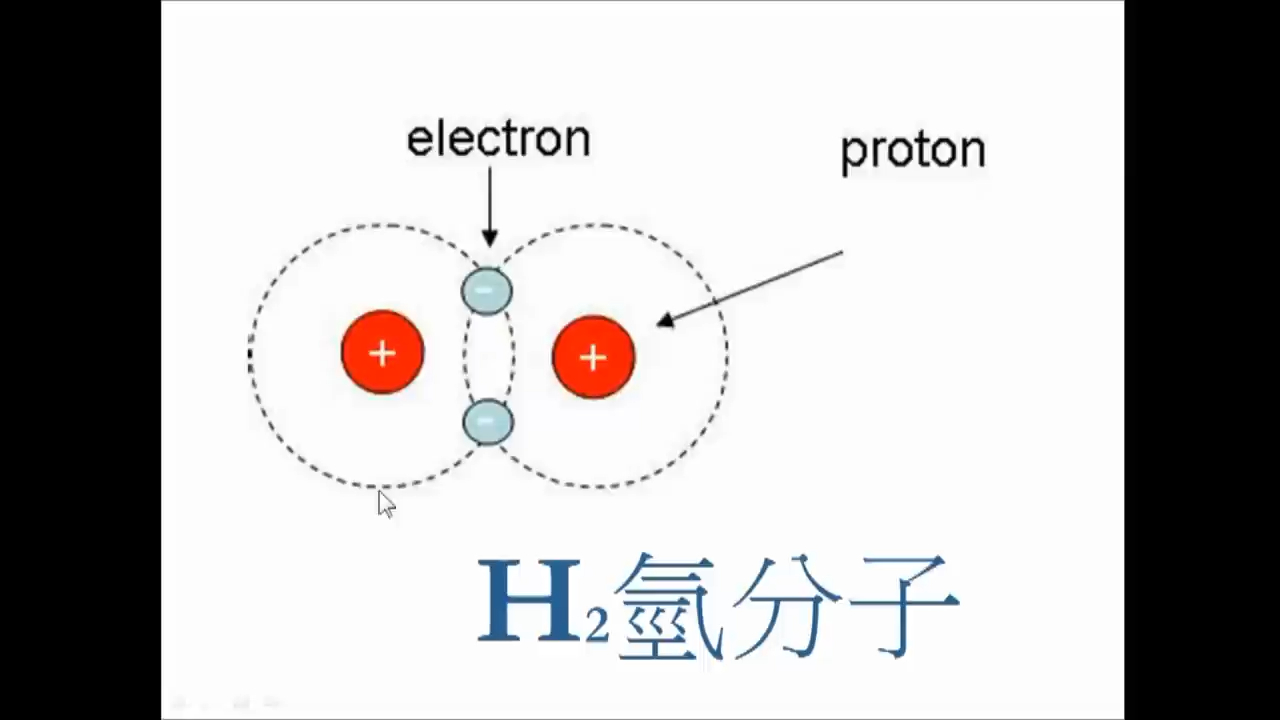 electron
proton
+ +
-
-
H₂氫分子